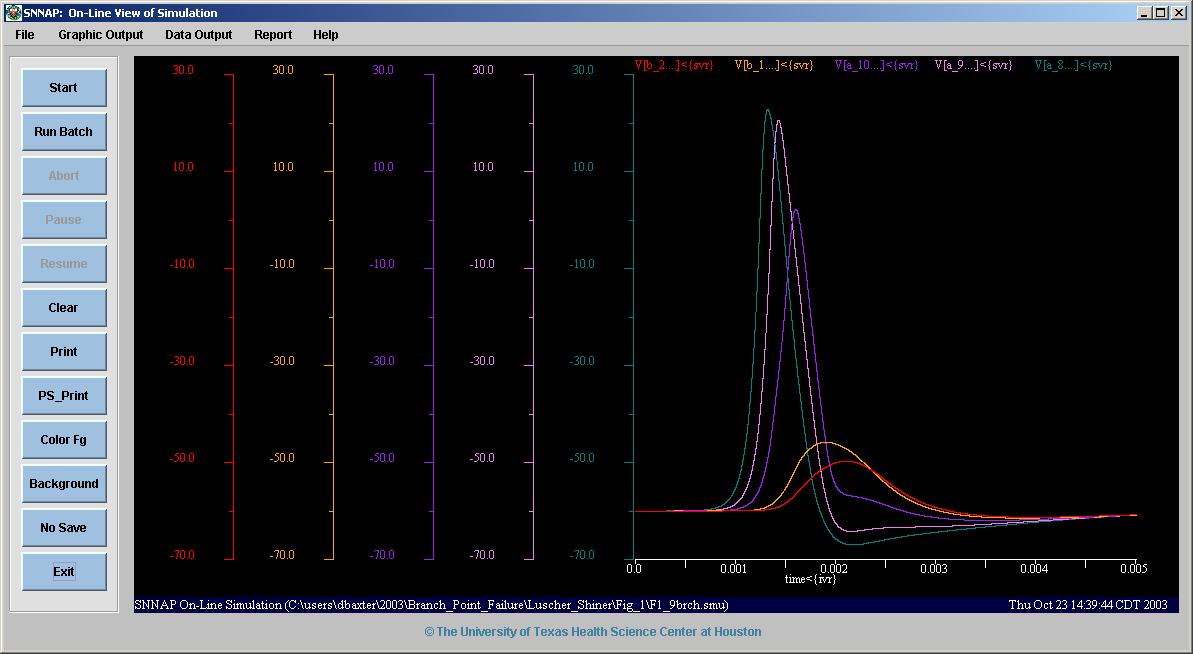 SNNAP: On-Line View of Simulation
File Graphic Output Data Output Report Help
Start
Run Batch
Abort
Pause
Resume
Clear
Print
PS_Print
Color Fg
Background
No Save
Exit
30.0 30.0 30.0 30.0 30.0
10.0 10.0 10.0 10.0 10.0
-10.0 -10.0 -10.0 -10.0 -10.0
-30.0 -30.0 -30.0 -30.0 -30.0
-50.0 -50.0 -50.0 -50.0 -50.0
-70.0 -70.0 -70.0 -70.0 -70.0
V[b_2...]<{svr} V[b_1...]<{svr} V[a_10...]<{svr} V[a_9...]<{svr} V[a_8...]<{svr}
0.0 0.001 0.002 0.003 0.004 0.005
time<{ivr}
SNNAP On-Line Simulation (C:\users\dbaxter\2003\Branch_Point_Failure\Luscher_Shiner\Fig_1\F1_9brch.smu) Thu Oct 23 14:39:44 CDT 2003
© The University of Texas Health Science Center at Houston